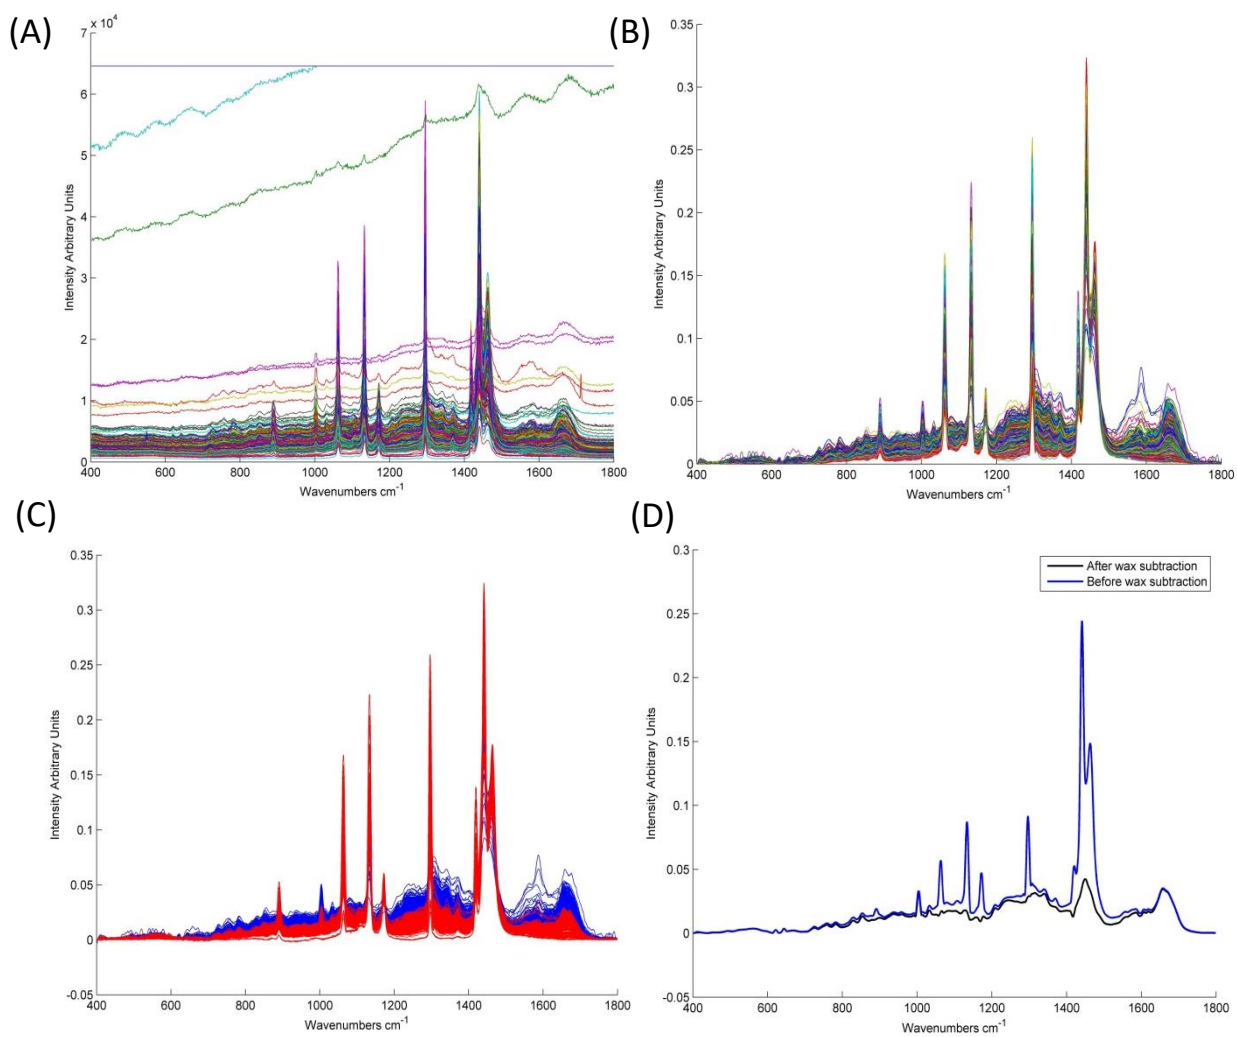 (A)
x 10⁴
7
6
5
4
3
2
1
0
400 600 800 1000 1200 1400 1600 1800
Intensity Arbitrary Units
Wavenumbers cm⁻¹
(B)
0.35
0.3
0.25
0.2
0.15
0.1
0.05
0
400 600 800 1000 1200 1400 1600 1800
Intensity Arbitrary Units
Wavenumbers cm⁻¹
(C)
0.35
0.3
0.25
0.2
0.15
0.1
0.05
0
-0.05
400 600 800 1000 1200 1400 1600 1800
Intensity Arbitrary Units
Wavenumbers cm⁻¹
(D)
0.3
0.25
0.2
0.15
0.1
0.05
0
-0.05
400 600 800 1000 1200 1400 1600 1800
Intensity Arbitrary Units
Wavenumbers cm⁻¹
After wax subtraction
Before wax subtraction